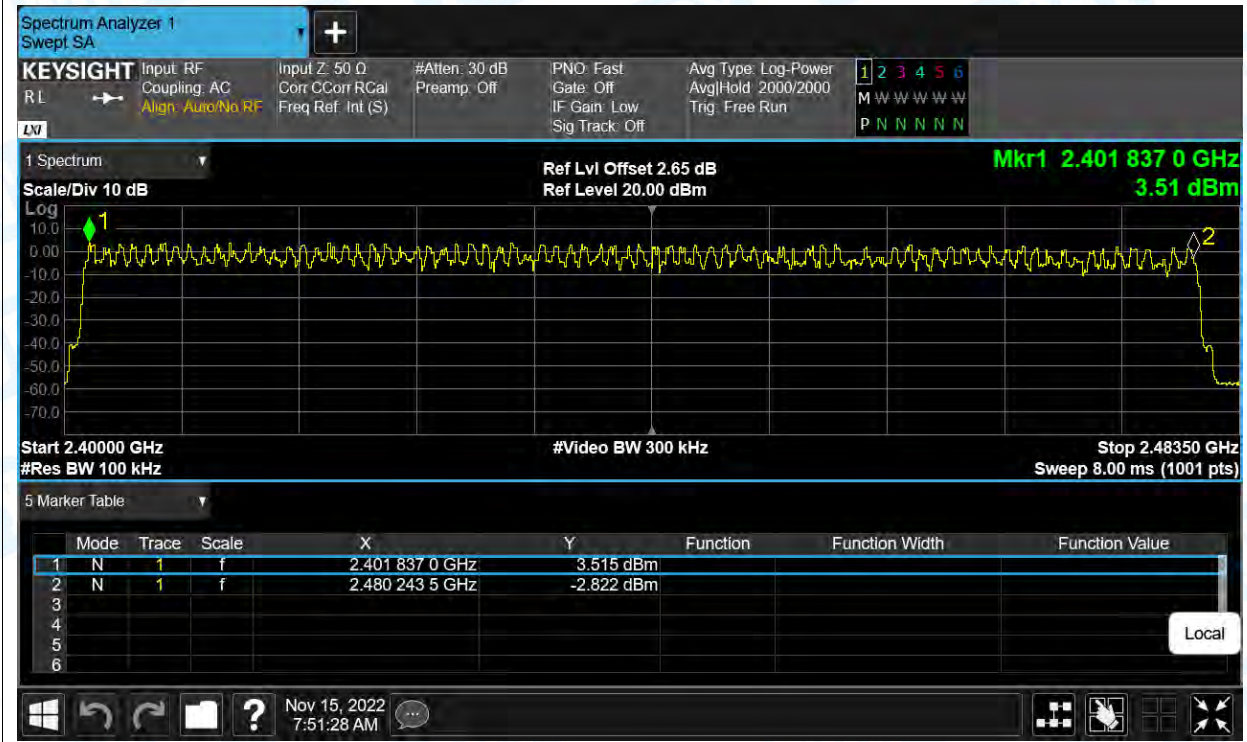 Spectrum Analyzer 1
Swept SA
+
KEYSIGHT Input: RF Input Z: 50 Ω #Atten: 30 dB PNO: Fast Avg Type: Log-Power 1 2 3 4 5 6
R L Coupling: AC Corr CCorr RCal Preamp: Off Gate: Off Avg|Hold: 2000/2000 M W W W W W W
Align: Auto/No RF Freq Ref: Int (S) IF Gain: Low Trig: Free Run
LXI Sig Track: Off P N N N N N
1 Spectrum Ref Lvl Offset 2.65 dB Mkr1 2.401 837 0 GHz
Scale/Div 10 dB Ref Level 20.00 dBm 3.51 dBm
Log
10.0 1
0.00 2
-10.0
-20.0
-30.0
-40.0
-50.0
-60.0
-70.0
Start 2.40000 GHz #Video BW 300 kHz Stop 2.48350 GHz
#Res BW 100 kHz Sweep 8.00 ms (1001 pts)
5 Marker Table
Mode Trace Scale X Y Function Function Width Function Value
1 N 1 f 2.401 837 0 GHz 3.515 dBm
2 N 1 f 2.480 243 5 GHz -2.822 dBm
3
4
5
6
Local
? Nov 15, 2022
7:51:28 AM